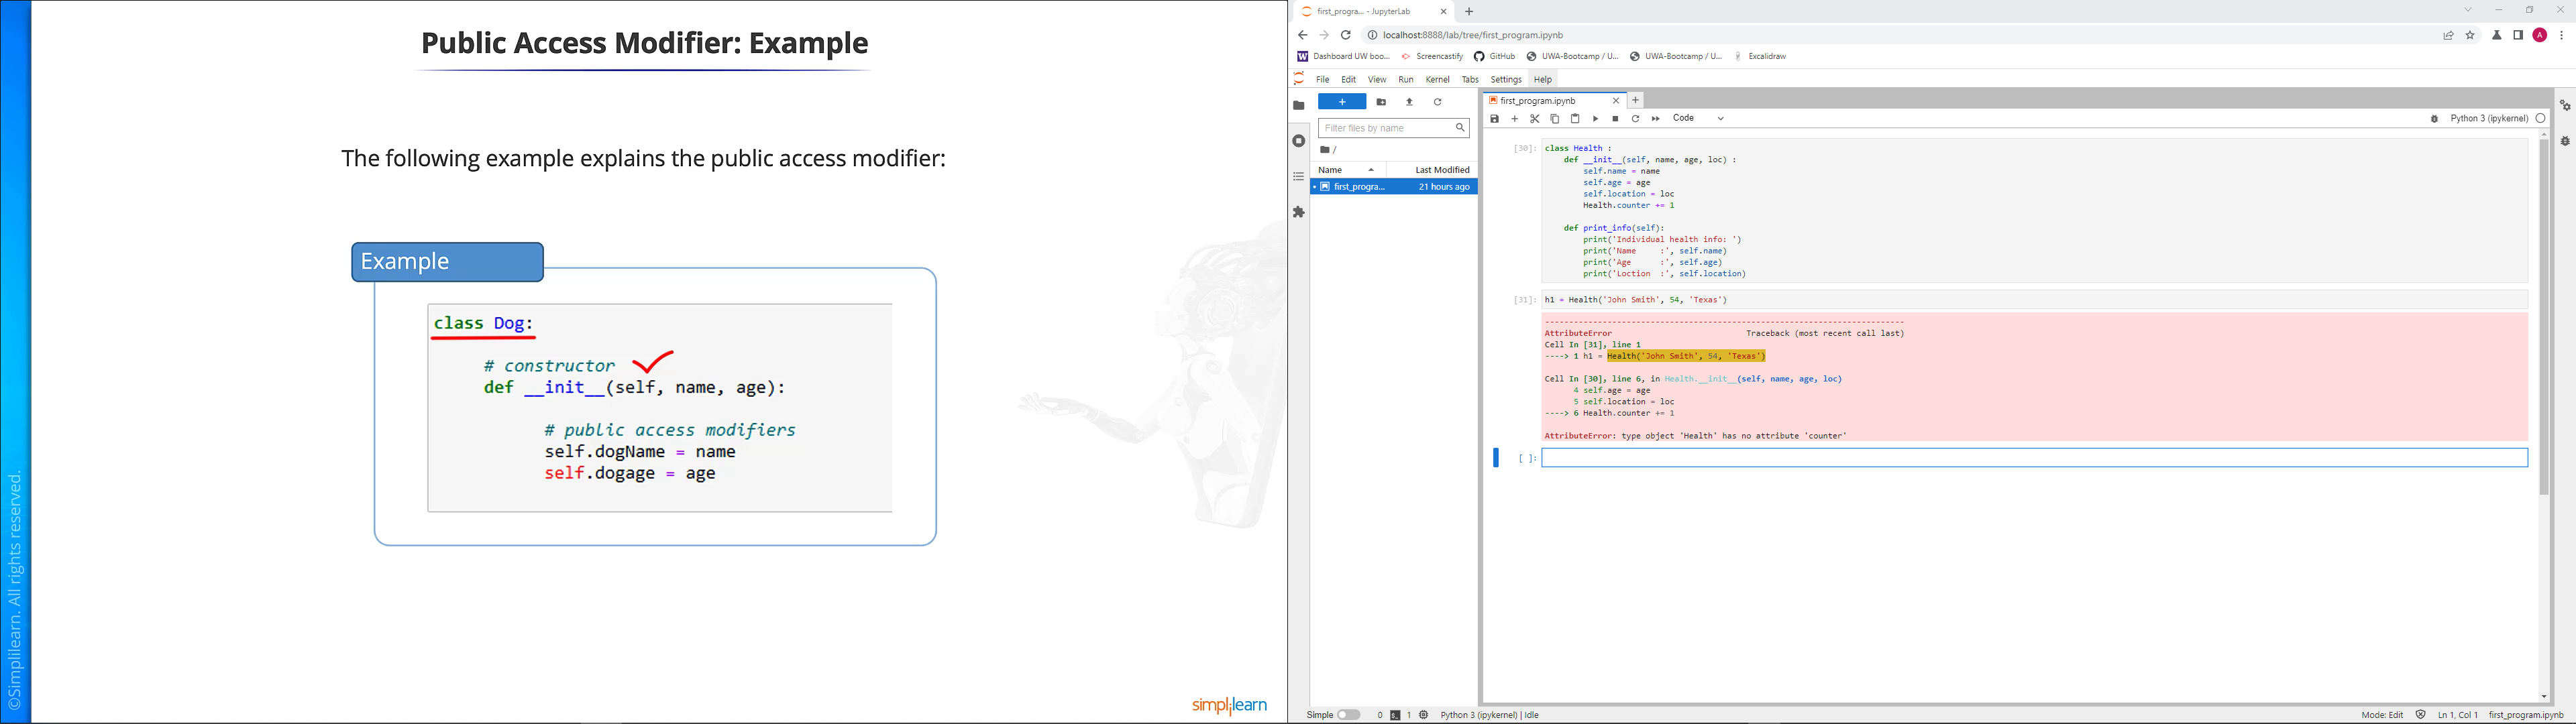 Public Access Modifier: Example
The following example explains the public access modifier:
Example
class Dog:
# constructor
def __init__(self, name, age):
# public access modifiers
self.dogName = name
self.dogage = age
©Simplilearn. All rights reserved.
simplilearn
first_progra... - JupyterLab
localhost:8888/lab/tree/first_program.ipynb
A
Dashboard UW boo...
Screencastify
GitHub
UWA-Bootcamp / U...
UWA-Bootcamp / U...
Excalidraw
File Edit View Run Kernel Tabs Settings Help
Filter files by name
/
Name Last Modified
first_progra... 21 hours ago
first_program.ipynb
Code
Python 3 (ipykernel)
[30]: class Health :
def __init__(self, name, age, loc) :
self.name = name
self.age = age
self.location = loc
Health.counter += 1
def print_info(self):
print('Individual health info: ')
print('Name     :', self.name)
print('Age      :', self.age)
print('Loction  :', self.location)
[31]: h1 = Health('John Smith', 54, 'Texas')
---------------------------------------------------------------------------
AttributeError Traceback (most recent call last)
Cell In [31], line 1
----> 1 h1 = Health('John Smith', 54, 'Texas')
Cell In [30], line 6, in Health.__init__(self, name, age, loc)
4 self.age = age
5 self.location = loc
----> 6 Health.counter += 1
AttributeError: type object 'Health' has no attribute 'counter'
[ ]:
Simple 0 1 Python 3 (ipykernel) | Idle
Mode: Edit Ln 1, Col 1 first_program.ipynb